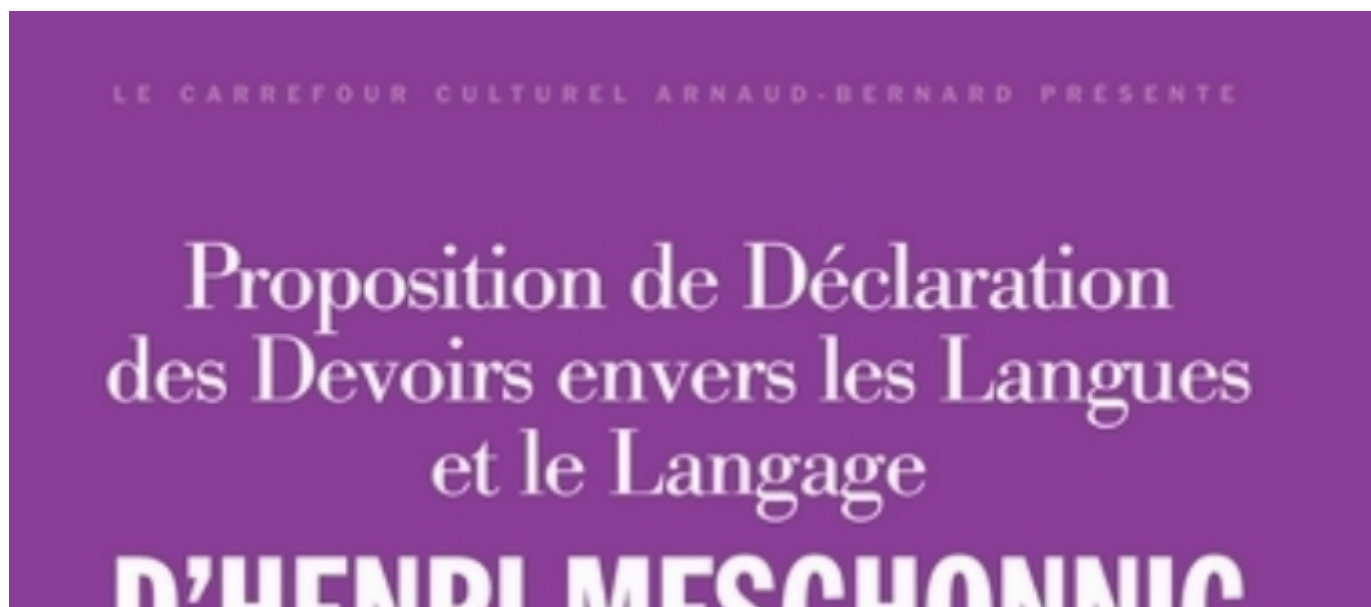 LE CARREFOUR CULTUREL ARNAUD-BERNARD PRÉSENTE
Proposition de Déclaration
des Devoirs envers les Langues
et le Langage
D'HENRI MESCHONNIC